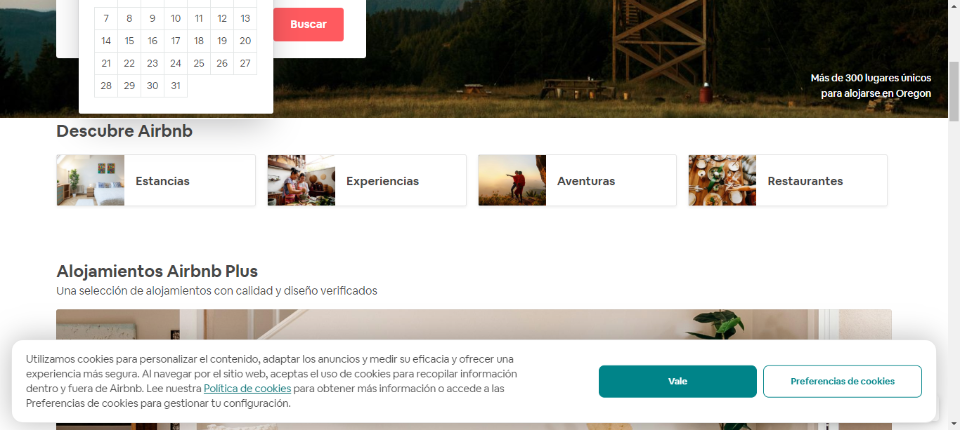 7 8 9 10 11 12 13
14 15 16 17 18 19 20
21 22 23 24 25 26 27
28 29 30 31
Buscar
Más de 300 lugares únicos
para alojarse en Oregon
Descubre Airbnb
Estancias
Experiencias
Aventuras
Restaurantes
Alojamientos Airbnb Plus
Una selección de alojamientos con calidad y diseño verificados
Utilizamos cookies para personalizar el contenido, adaptar los anuncios y medir su eficacia y ofrecer una
experiencia más segura. Al navegar por el sitio web, aceptas el uso de cookies para recopilar información
dentro y fuera de Airbnb. Lee nuestra Política de cookies para obtener más información o accede a las
Preferencias de cookies para gestionar tu configuración.
Vale
Preferencias de cookies